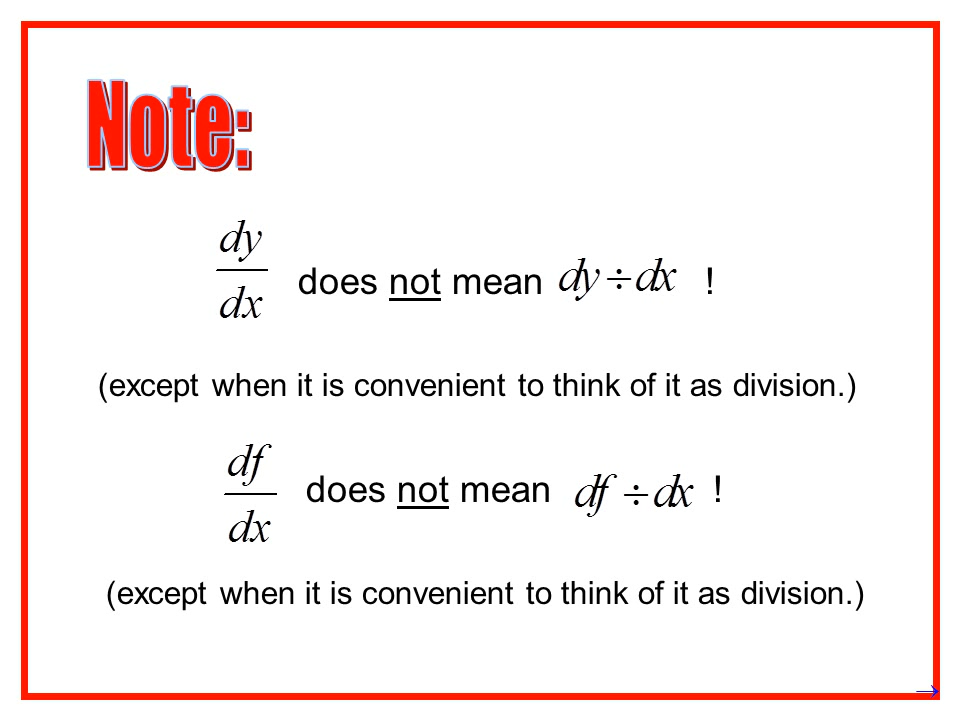 Note:
dy/dx does not mean dy ÷ dx !
(except when it is convenient to think of it as division.)
df/dx does not mean df ÷ dx !
(except when it is convenient to think of it as division.)
→